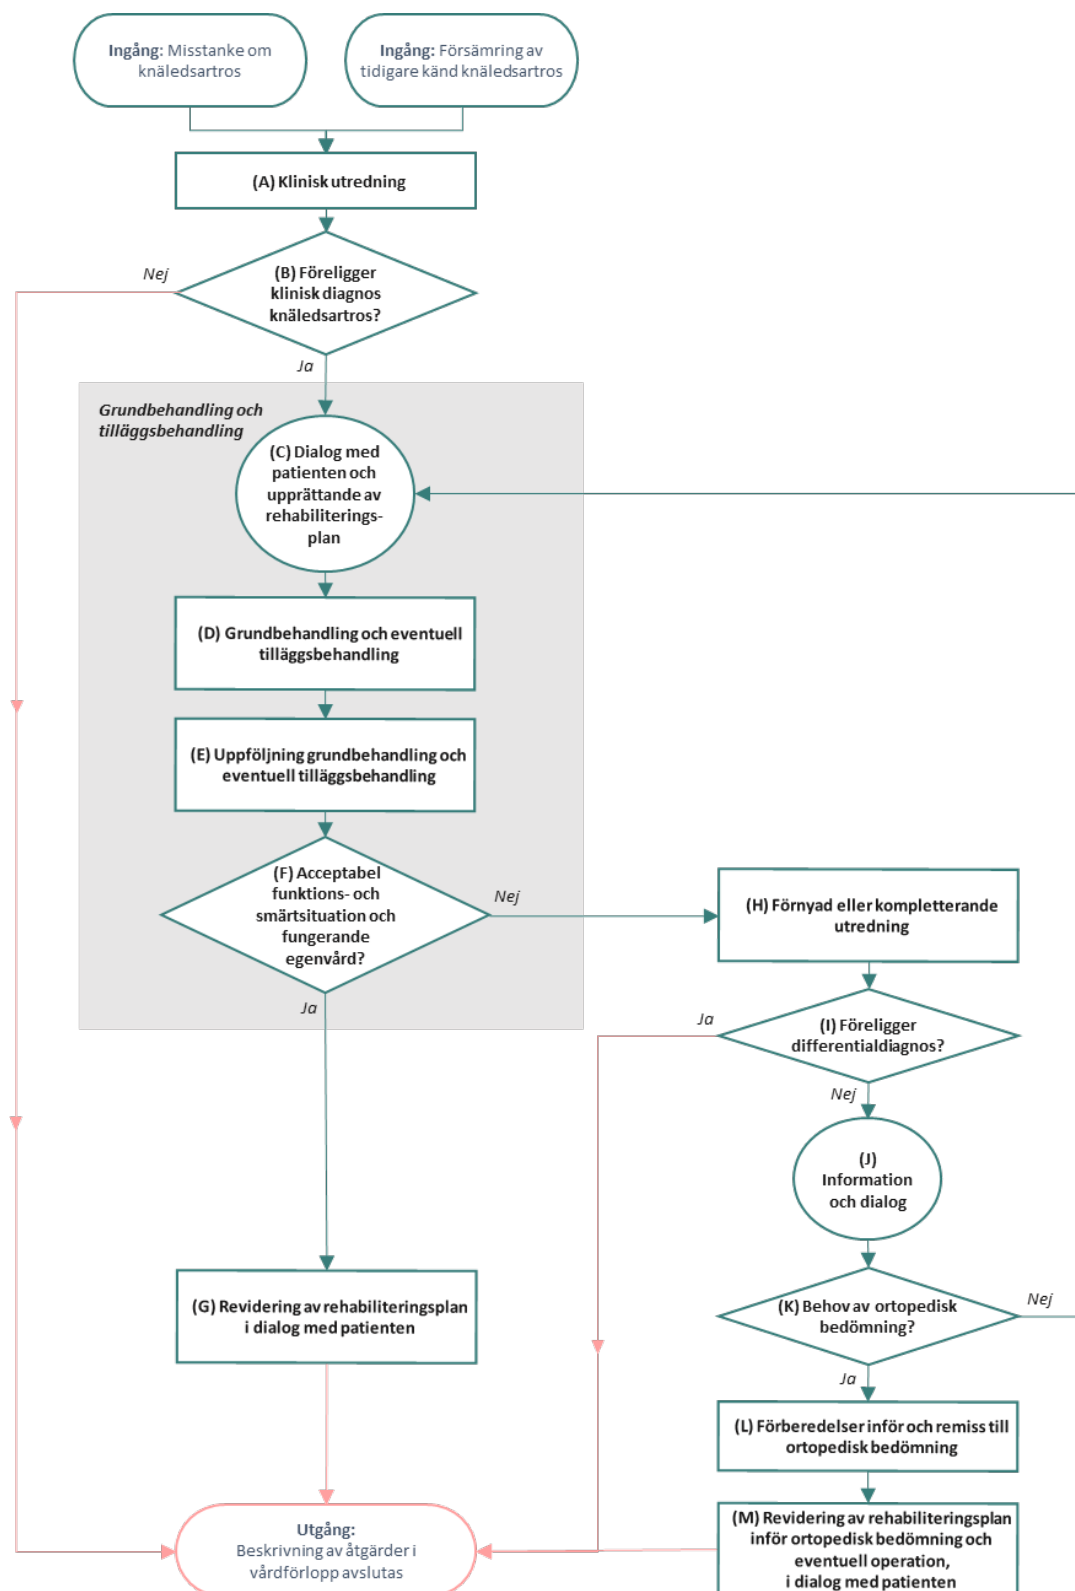 Ingång: Misstanke om
knäledsartros
Ingång: Försämring av
tidigare känd knäledsartros
(A) Klinisk utredning
Nej
(B) Föreligger
klinisk diagnos
knäledsartros?
Ja
Grundbehandling och
tilläggsbehandling
(C) Dialog med
patienten och
upprättande av
rehabiliterings-
plan
(D) Grundbehandling och eventuell
tilläggsbehandling
(E) Uppföljning grundbehandling och
eventuell tilläggsbehandling
(F) Acceptabel
funktions- och
smärtsituation och
fungerande
egenvård?
Nej
Ja
(H) Förnyad eller kompletterande
utredning
Ja
(I) Föreligger
differentialdiagnos?
Nej
(J)
Information
och dialog
(G) Revidering av rehabiliteringsplan
i dialog med patienten
(K) Behov av ortopedisk
bedömning?
Nej
Ja
(L) Förberedelser inför och remiss till
ortopedisk bedömning
(M) Revidering av rehabiliteringsplan
inför ortopedisk bedömning och
eventuell operation,
i dialog med patienten
Utgång:
Beskrivning av åtgärder i
vårdförlopp avslutas